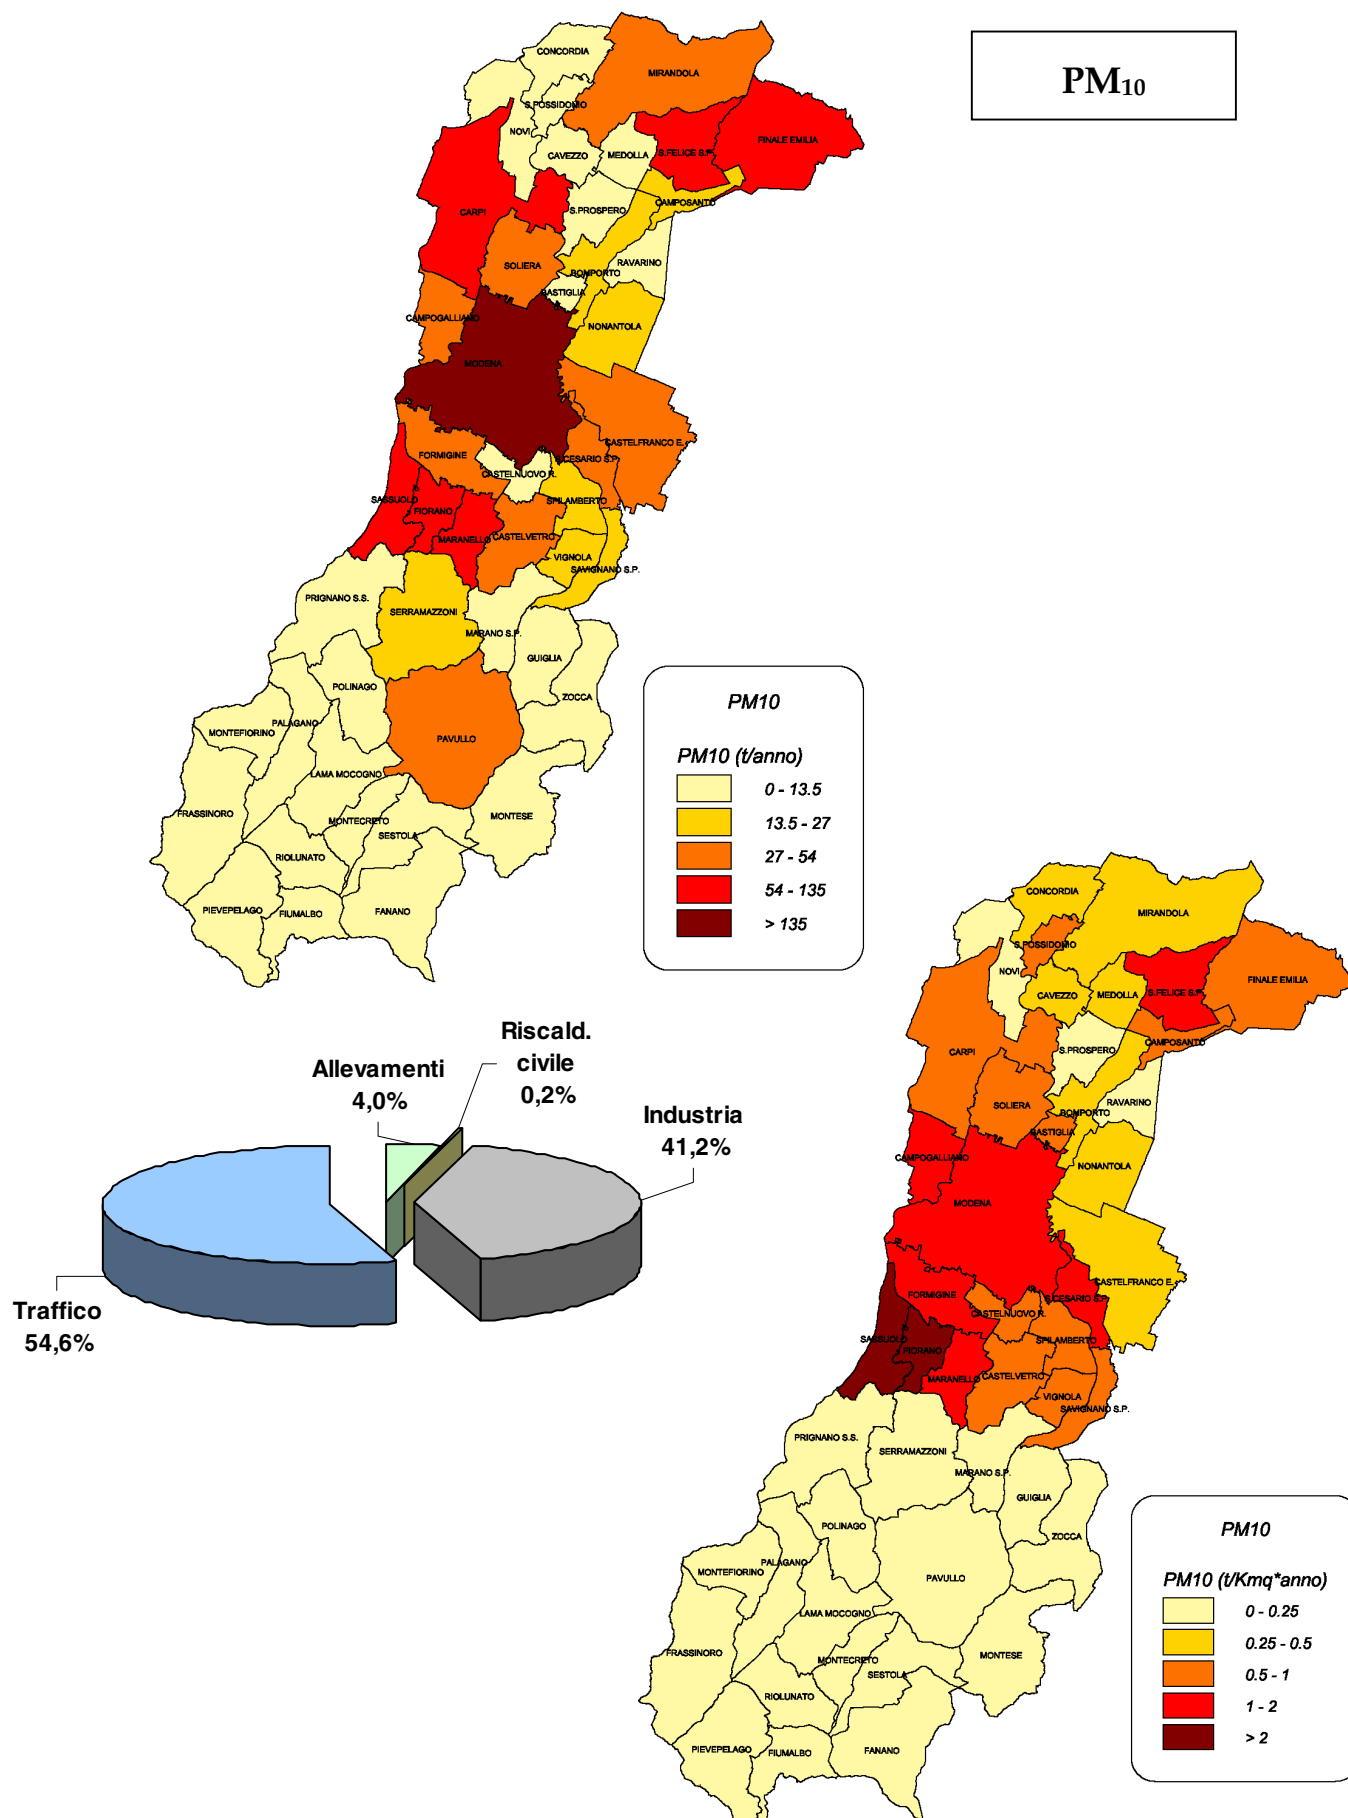 PM10
CONCORDIA
MIRANDOLA
S.POSSIDONIO
NOVI
CAVEZZO
MEDOLLA
S.FELICE S.P.
FINALE EMILIA
CARPI
S.PROSPERO
CAMPOSANTO
SOLIERA
BOMPORTO
RAVARINO
BASTIGLIA
CAMPOGALLIANO
NONANTOLA
MODENA
CASTELFRANCO E.
FORMIGINE
S.CESARIO S.P.
CASTELNUOVO R.
SASSUOLO
FIORANO
SPILAMBERTO
MARANELLO
CASTELVETRO
VIGNOLA
SAVIGNANO S.P.
PRIGNANO S.S.
SERRAMAZZONI
MARANO S.P.
GUIGLIA
POLINAGO
ZOCCA
PALAGANO
MONTEFIORINO
PAVULLO
LAMA MOCOGNO
FRASSINORO
MONTECRETO
SESTOLA
MONTESE
RIOLUNATO
PIEVEPELAGO
FIUMALBO
FANANO
PM10
PM10 (t/anno)
0 - 13.5
13.5 - 27
27 - 54
54 - 135
> 135
Allevamenti
4,0%
Riscald.
civile
0,2%
Industria
41,2%
Traffico
54,6%
CONCORDIA
MIRANDOLA
S.POSSIDONIO
NOVI
CAVEZZO
MEDOLLA
S.FELICE S.P.
FINALE EMILIA
CARPI
S.PROSPERO
CAMPOSANTO
SOLIERA
BOMPORTO
RAVARINO
BASTIGLIA
CAMPOGALLIANO
NONANTOLA
MODENA
CASTELFRANCO E.
FORMIGINE
S.CESARIO S.P.
CASTELNUOVO R.
SASSUOLO
FIORANO
SPILAMBERTO
MARANELLO
CASTELVETRO
VIGNOLA
SAVIGNANO S.P.
PRIGNANO S.S.
SERRAMAZZONI
MARANO S.P.
GUIGLIA
POLINAGO
ZOCCA
PALAGANO
MONTEFIORINO
PAVULLO
LAMA MOCOGNO
FRASSINORO
MONTECRETO
SESTOLA
MONTESE
RIOLUNATO
PIEVEPELAGO
FIUMALBO
FANANO
PM10
PM10 (t/Kmq*anno)
0 - 0.25
0.25 - 0.5
0.5 - 1
1 - 2
> 2